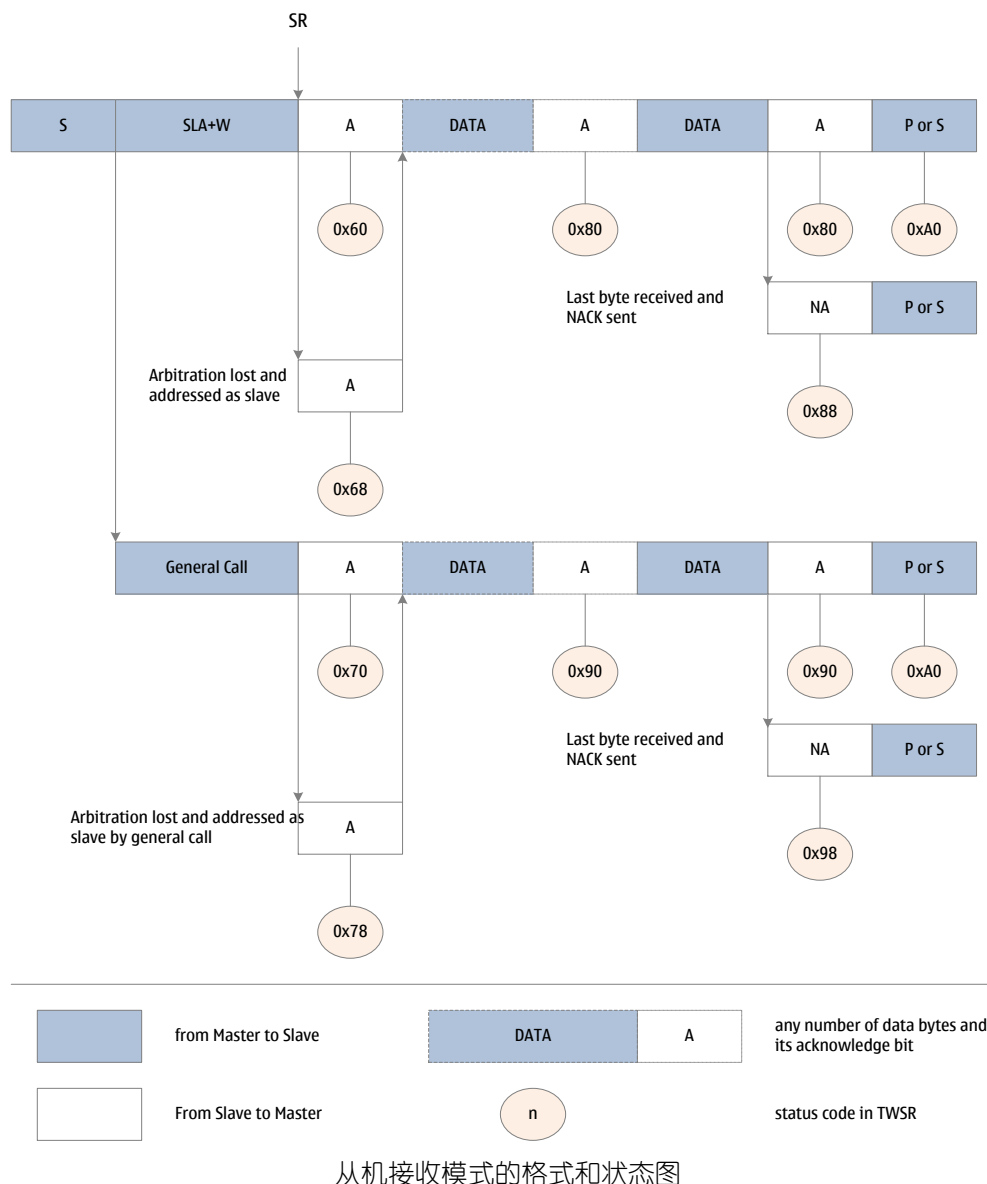 SR
S SLA+W A DATA A DATA A P or S
0x60 0x80 0x80 0xA0
Last byte received and
NACK sent
NA P or S
Arbitration lost and
addressed as slave
A
0x88
0x68
General Call A DATA A DATA A P or S
0x70 0x90 0x90 0xA0
Last byte received and
NACK sent
NA P or S
Arbitration lost and addressed as
slave by general call
A
0x98
0x78
from Master to Slave
DATA A
any number of data bytes and
its acknowledge bit
From Slave to Master
n
status code in TWSR
从机接收模式的格式和状态图